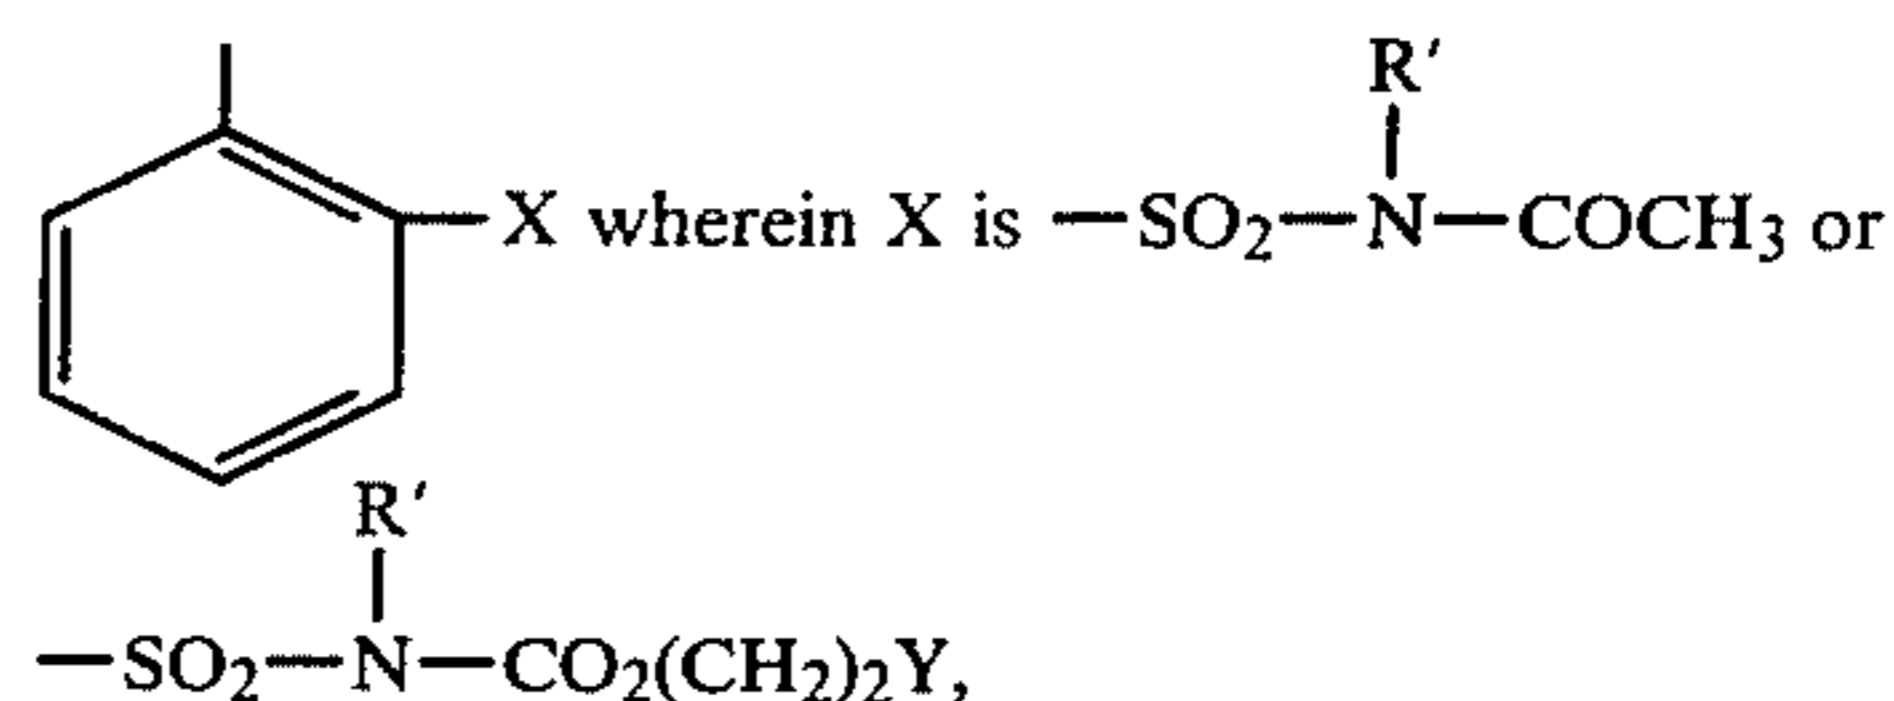 R′
X wherein X is —SO₂—N—COCH₃ or
R′
—SO₂—N—CO₂(CH₂)₂Y,